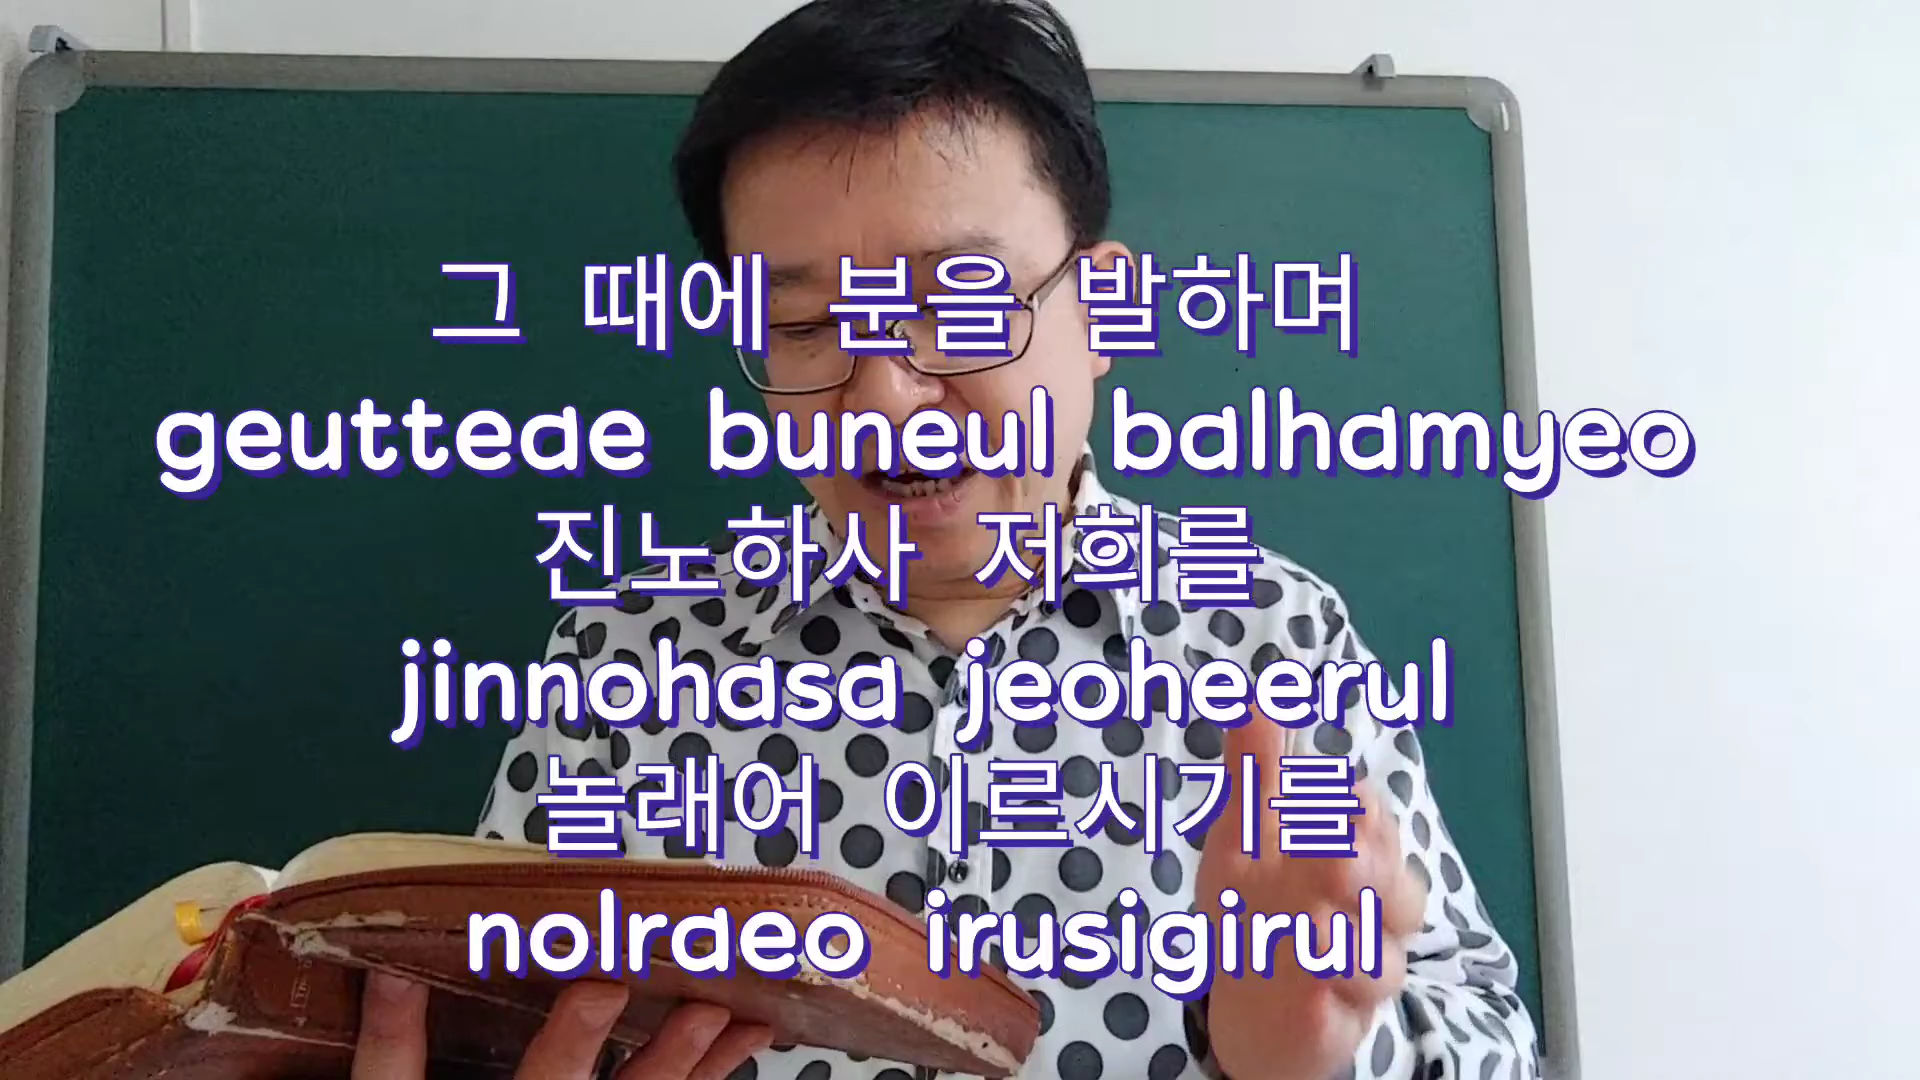 그 때에 분을 발하며
geutteae buneul balhamyeo
진노하사 저희를
jinnohasa jeoheerul
놀래어 이르시기를
nolraeo irusigirul